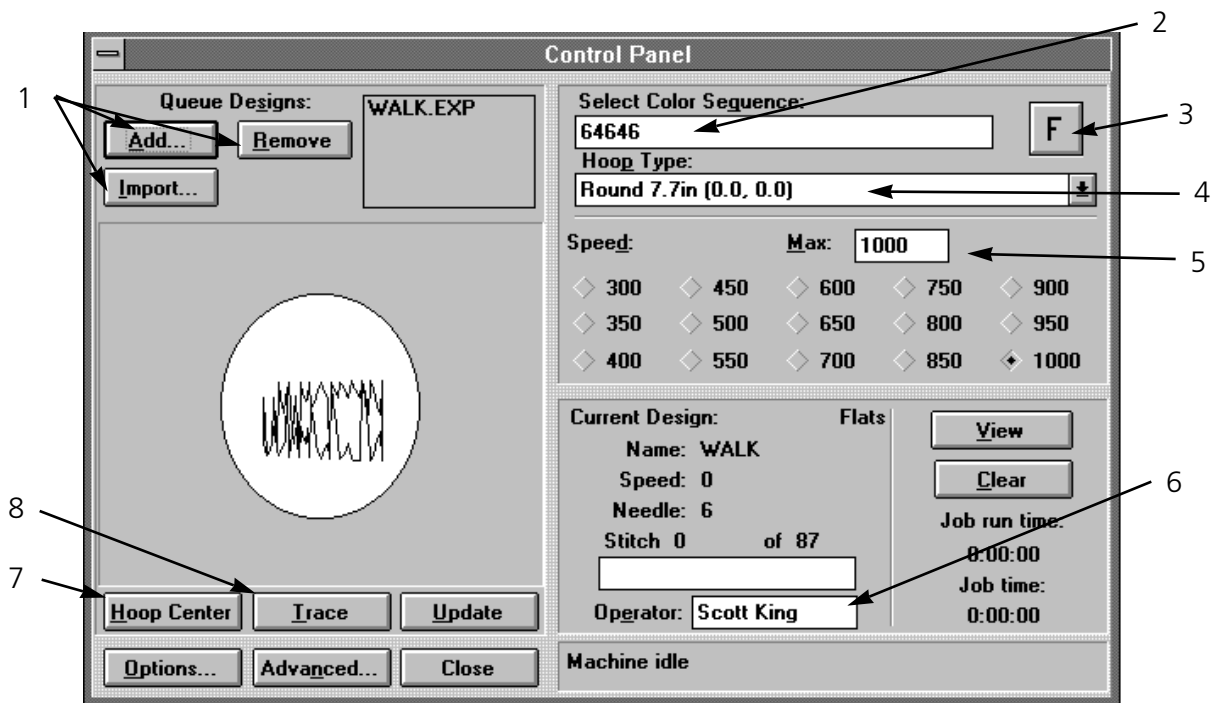 2
Control Panel
1
Queue Designs:
WALK.EXP
Add...
Remove
Import...
Select Color Sequence:
64646
F
3
Hoop Type:
Round 7.7in (0.0, 0.0)
4
Speed:
Max:
1000
5
300 450 600 750 900
350 500 650 800 950
400 550 700 850 1000
Current Design:
Flats
Name: WALK
Speed: 0
Needle: 6
Stitch 0 of 87
Operator: Scott King
View
Clear
6
Job run time:
0:00:00
Job time:
0:00:00
8
7
Hoop Center
Trace
Update
Options...
Advanced...
Close
Machine idle